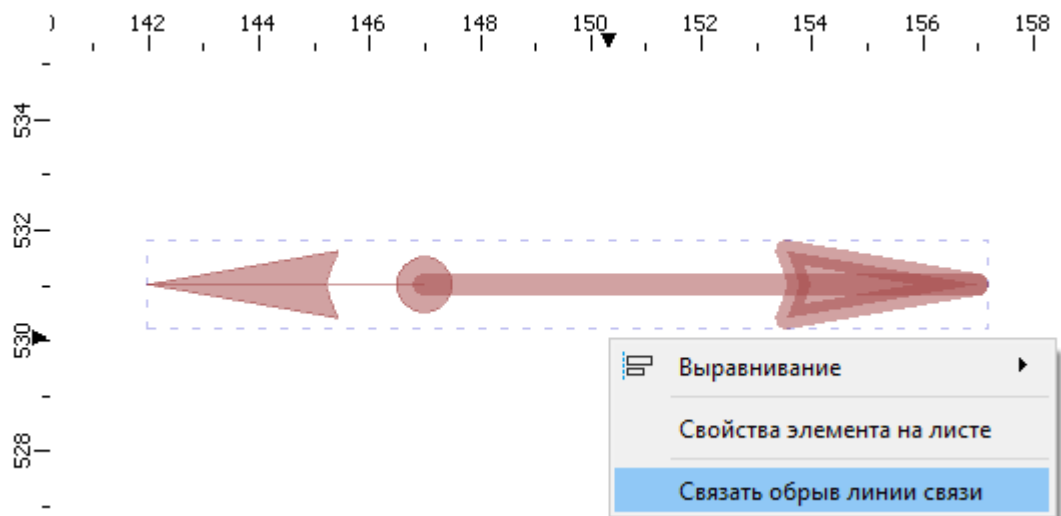 ) 142 144 146 148 150 152 154 156 158
534
532
530
528
Выравнивание
Свойства элемента на листе
Связать обрыв линии связи